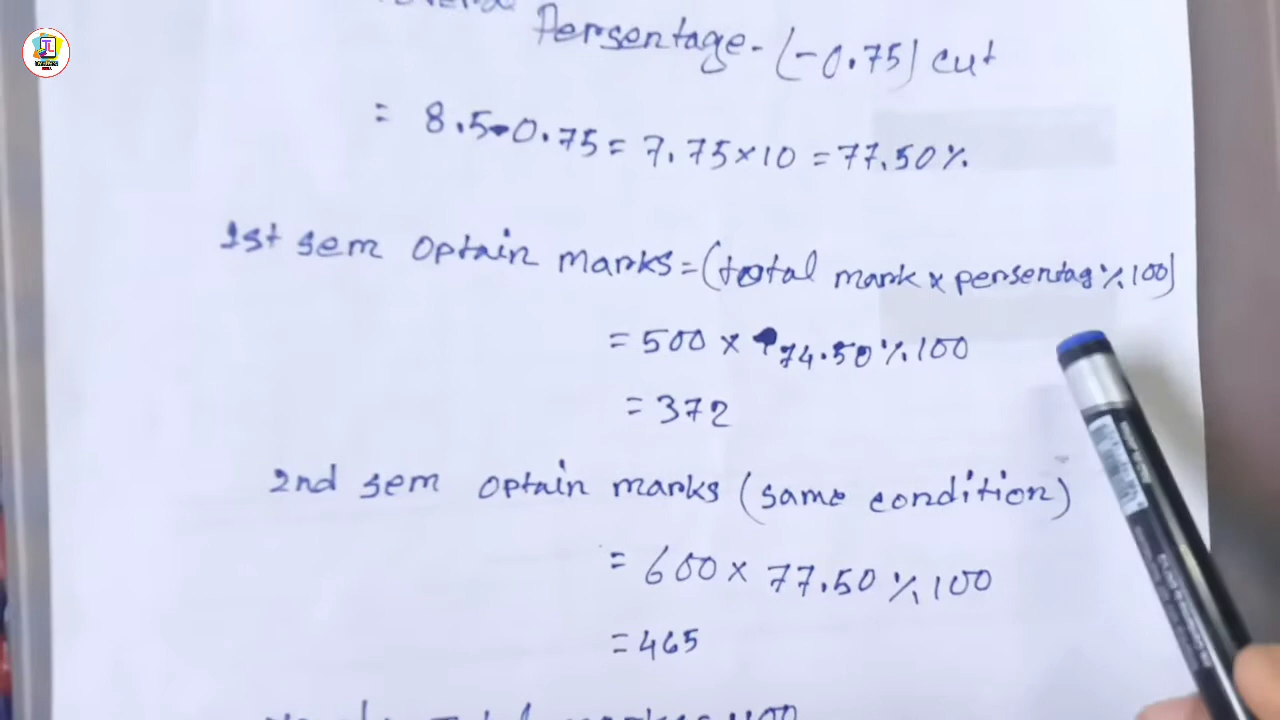 Persentage - (-0.75) cut
= 8.5-0.75 = 7.75×10 = 77.50%
1st sem optain marks = (total mark × persentag % 100)
= 500 × 74.50 % 100
= 372
2nd sem optain marks (same condition)
= 600 × 77.50 % 100
= 465